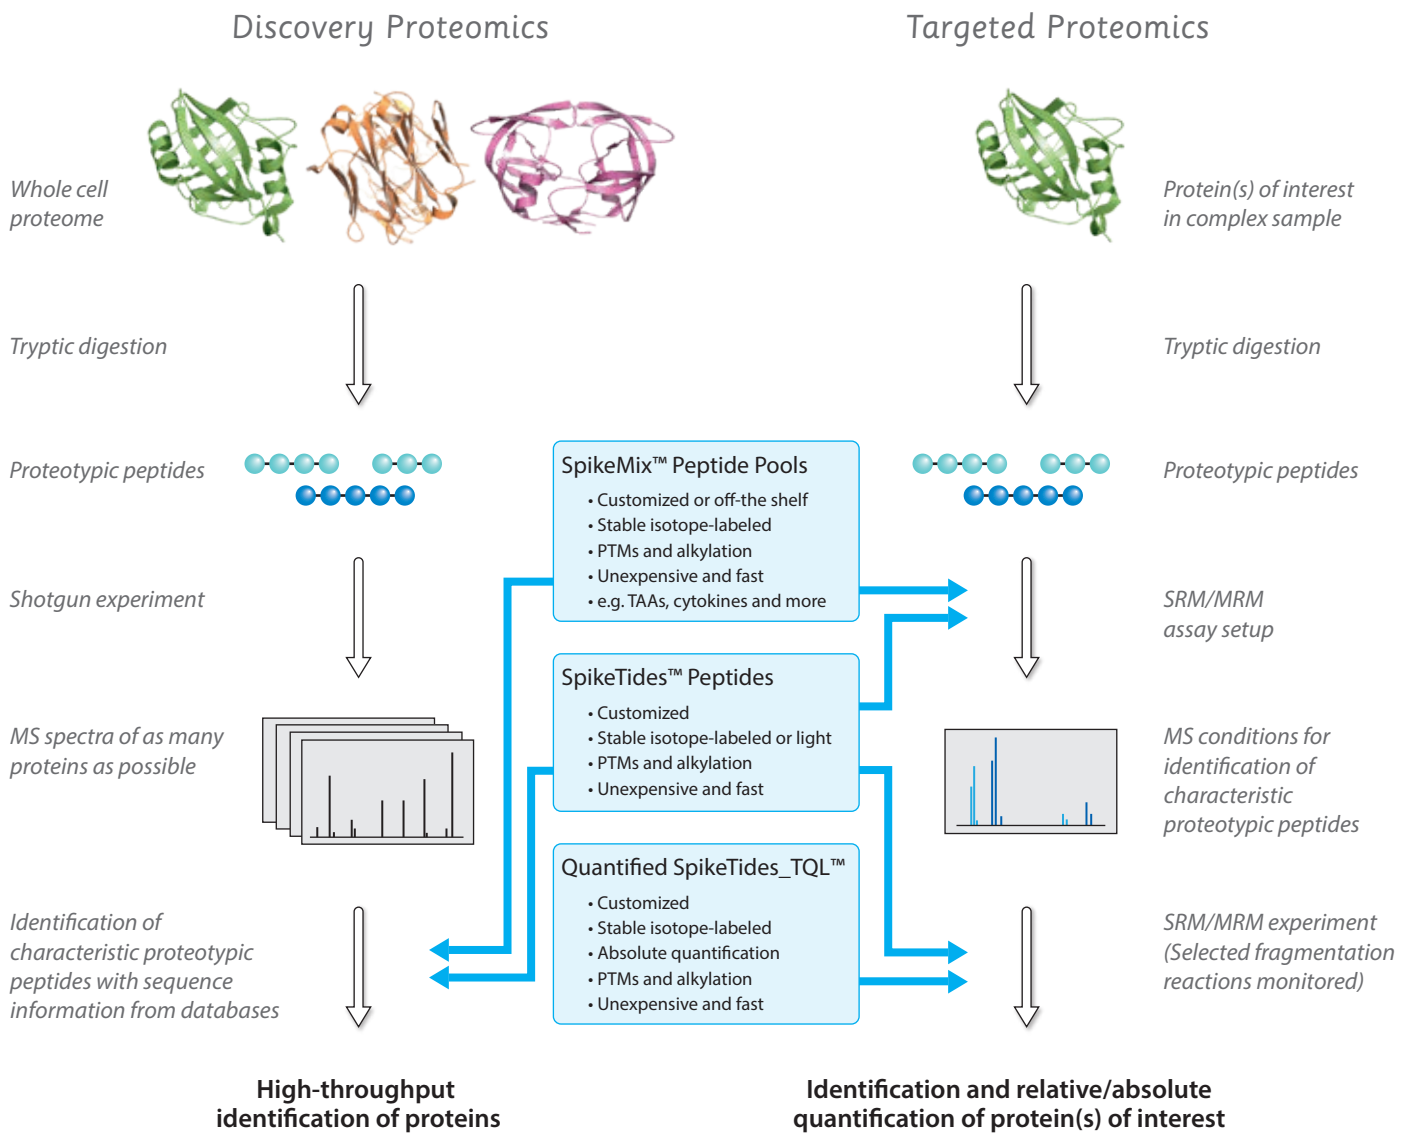 Discovery Proteomics
Targeted Proteomics
Whole cell
proteome
Protein(s) of interest
in complex sample
Tryptic digestion
Tryptic digestion
Proteotypic peptides
Proteotypic peptides
SpikeMix™ Peptide Pools
• Customized or off-the shelf
• Stable isotope-labeled
• PTMs and alkylation
• Unexpensive and fast
• e.g. TAAs, cytokines and more
Shotgun experiment
SRM/MRM
assay setup
SpikeTides™ Peptides
• Customized
• Stable isotope-labeled or light
• PTMs and alkylation
• Unexpensive and fast
MS spectra of as many
proteins as possible
MS conditions for
identification of
characteristic
proteotypic peptides
Quantified SpikeTides_TQL™
• Customized
• Stable isotope-labeled
• Absolute quantification
• PTMs and alkylation
• Unexpensive and fast
Identification of
characteristic proteotypic
peptides with sequence
information from databases
SRM/MRM experiment
(Selected fragmentation
reactions monitored)
High-throughput
identification of proteins
Identification and relative/absolute
quantification of protein(s) of interest